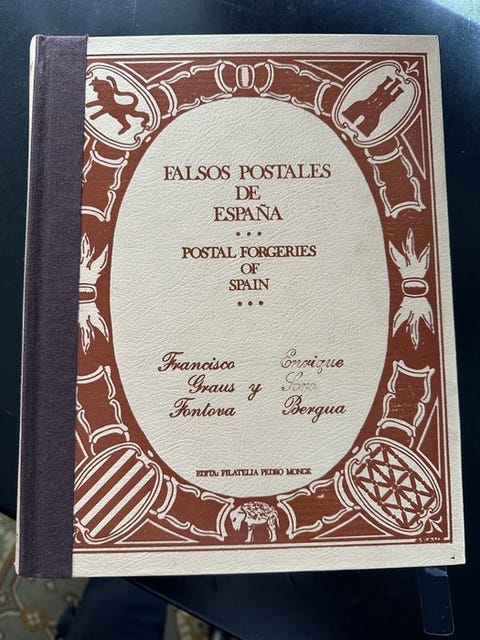 FALSOS POSTALES
DE
ESPAÑA
• • •
POSTAL FORGERIES
OF
SPAIN
• • •
Francisco Enrique
Graus y Soro
Fontova Bergua
EDITA: FILATELIA PEDRO MONGE